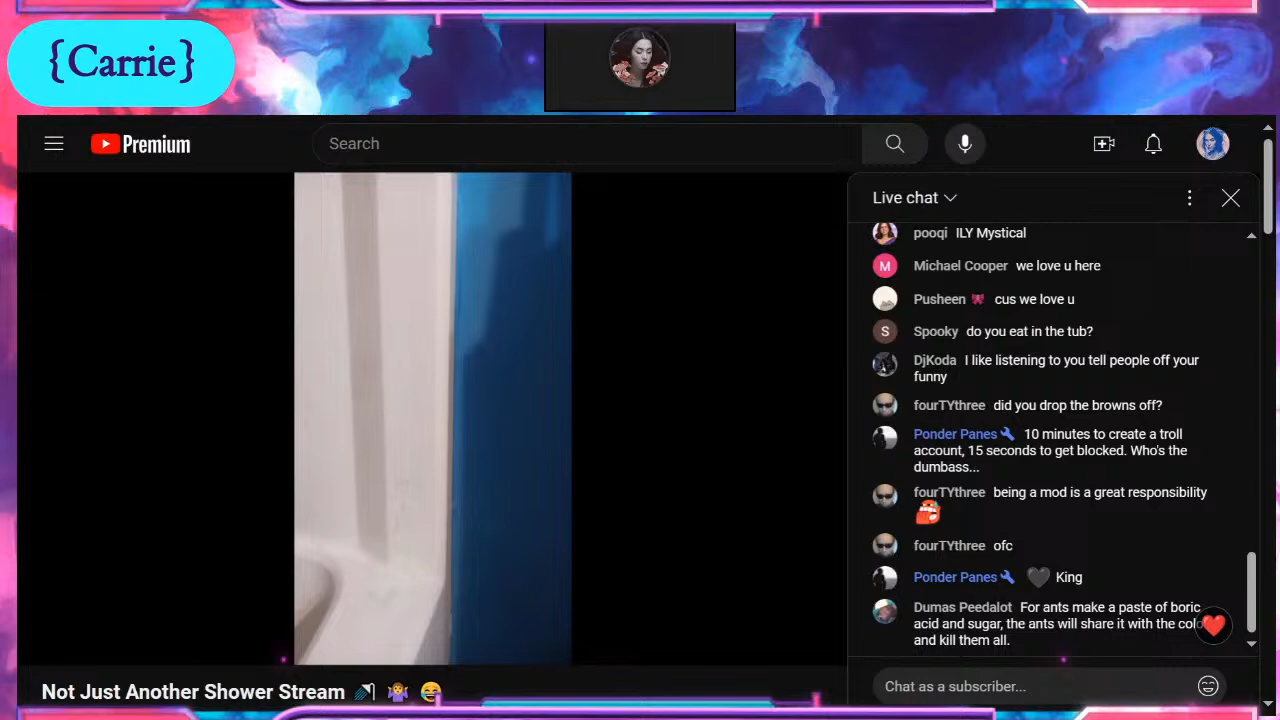 {Carrie}
Premium
Search
Live chat
pooqi ILY Mystical
M Michael Cooper we love u here
Pusheen 🎀 cus we love u
S Spooky do you eat in the tub?
DjKoda I like listening to you tell people off your
funny
fourTYthree did you drop the browns off?
Ponder Panes 10 minutes to create a troll
account, 15 seconds to get blocked. Who's the
dumbass...
fourTYthree being a mod is a great responsibility
fourTYthree ofc
Ponder Panes 🖤 King
Dumas Peedalot For ants make a paste of boric
acid and sugar, the ants will share it with the
and kill them all.
Not Just Another Shower Stream 🚿 🤷‍♀️ 😂
Chat as a subscriber...